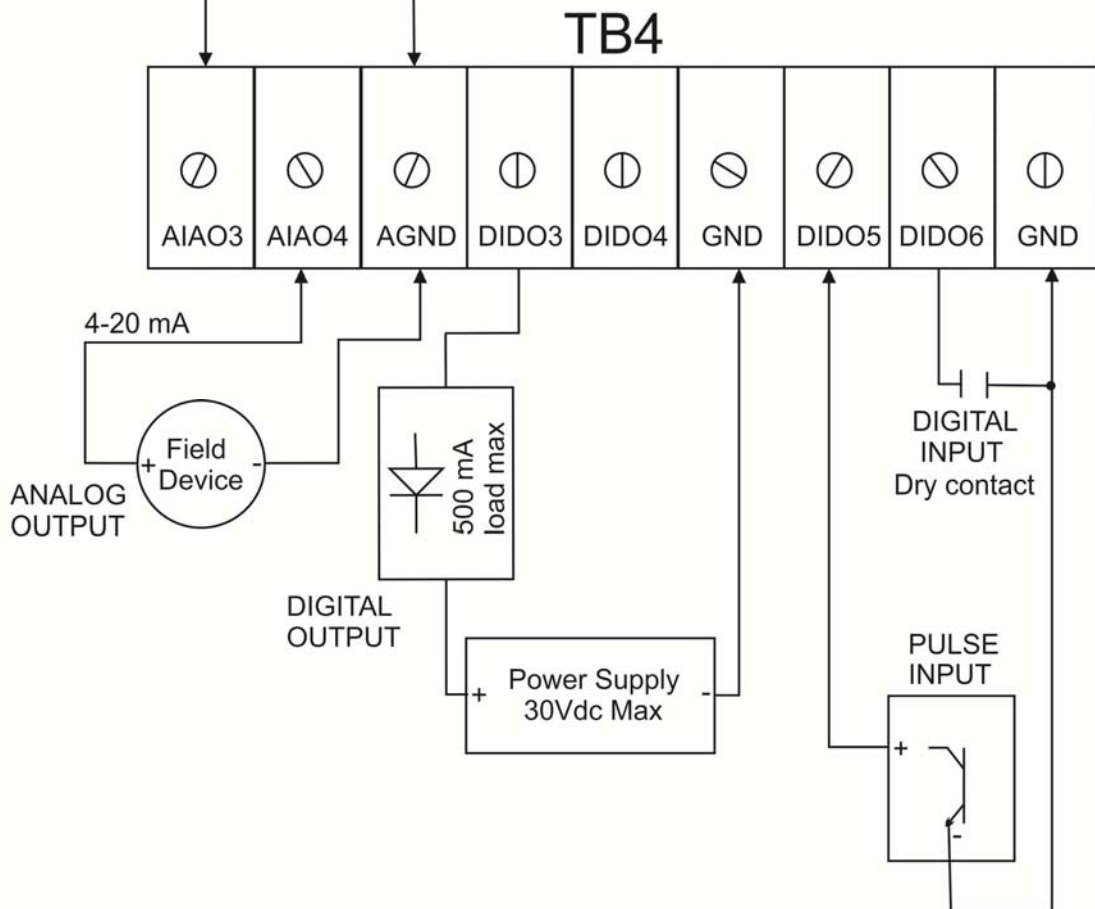 TB4
AIAO3 AIAO4 AGND DIDO3 DIDO4 GND DIDO5 DIDO6 GND
4-20 mA
+ Field -
Device
ANALOG
OUTPUT
500 mA
load max
DIGITAL
OUTPUT
+ Power Supply -
30Vdc Max
DIGITAL
INPUT
Dry contact
PULSE
INPUT
+
-